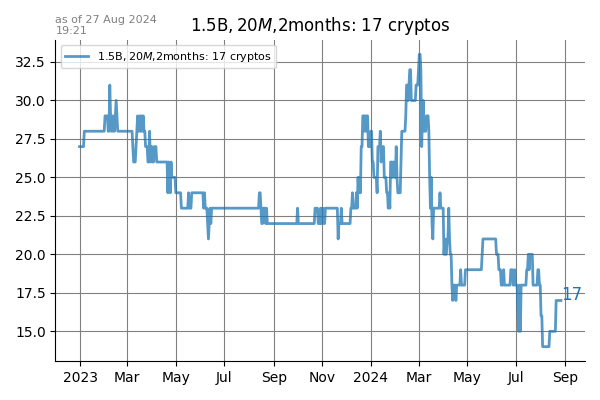 as of 27 Aug 2024
19:21
1.5B, 20M,2months: 17 cryptos
1.5B, 20M,2months: 17 cryptos
32.5
30.0
27.5
25.0
22.5
20.0
17.5
15.0
17
2023 Mar May Jul Sep Nov 2024 Mar May Jul Sep